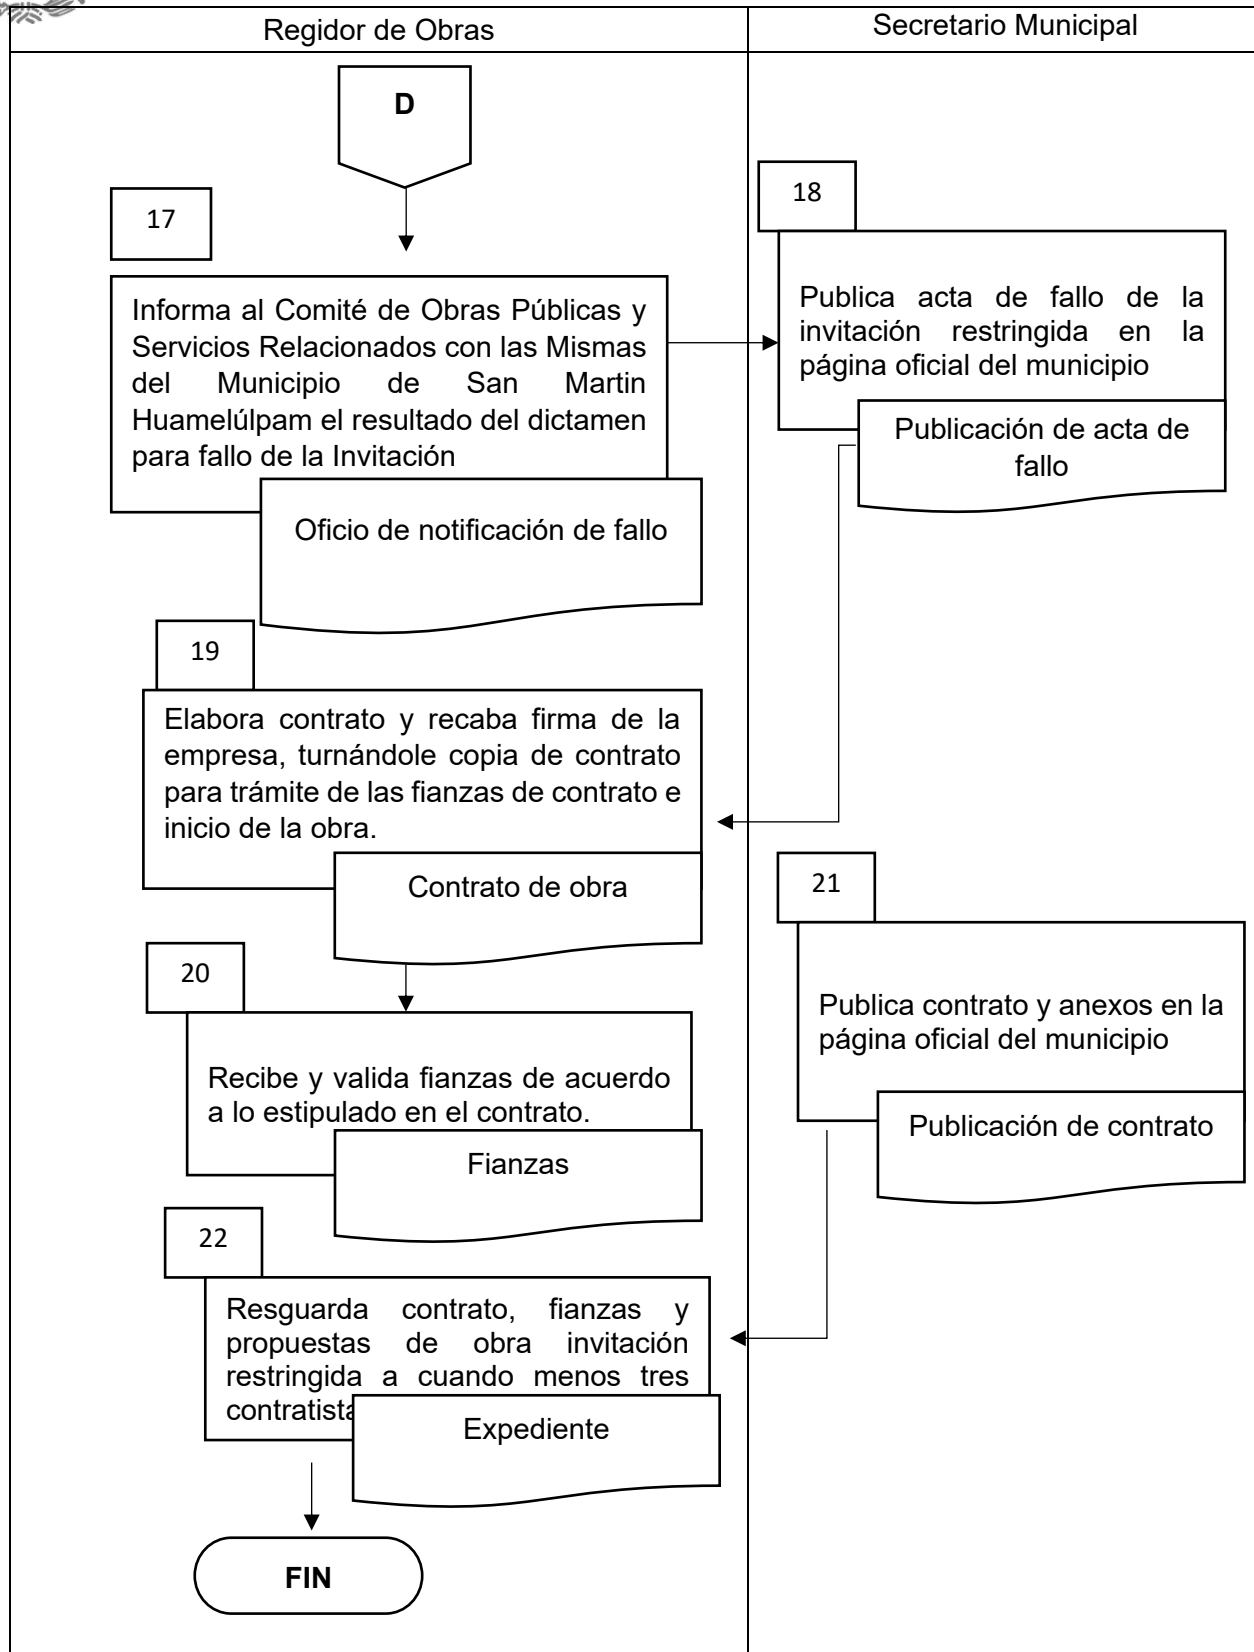 Regidor de Obras
Secretario Municipal
D
17
Informa al Comité de Obras Públicas y
Servicios Relacionados con las Mismas
del Municipio de San Martin
Huamelúlpam el resultado del dictamen
para fallo de la Invitación
Oficio de notificación de fallo
18
Publica acta de fallo de la
invitación restringida en la
página oficial del municipio
Publicación de acta de
fallo
19
Elabora contrato y recaba firma de la
empresa, turnándole copia de contrato
para trámite de las fianzas de contrato e
inicio de la obra.
Contrato de obra
20
Recibe y valida fianzas de acuerdo
a lo estipulado en el contrato.
Fianzas
21
Publica contrato y anexos en la
página oficial del municipio
Publicación de contrato
22
Resguarda contrato, fianzas y
propuestas de obra invitación
restringida a cuando menos tres
contratista
Expediente
FIN